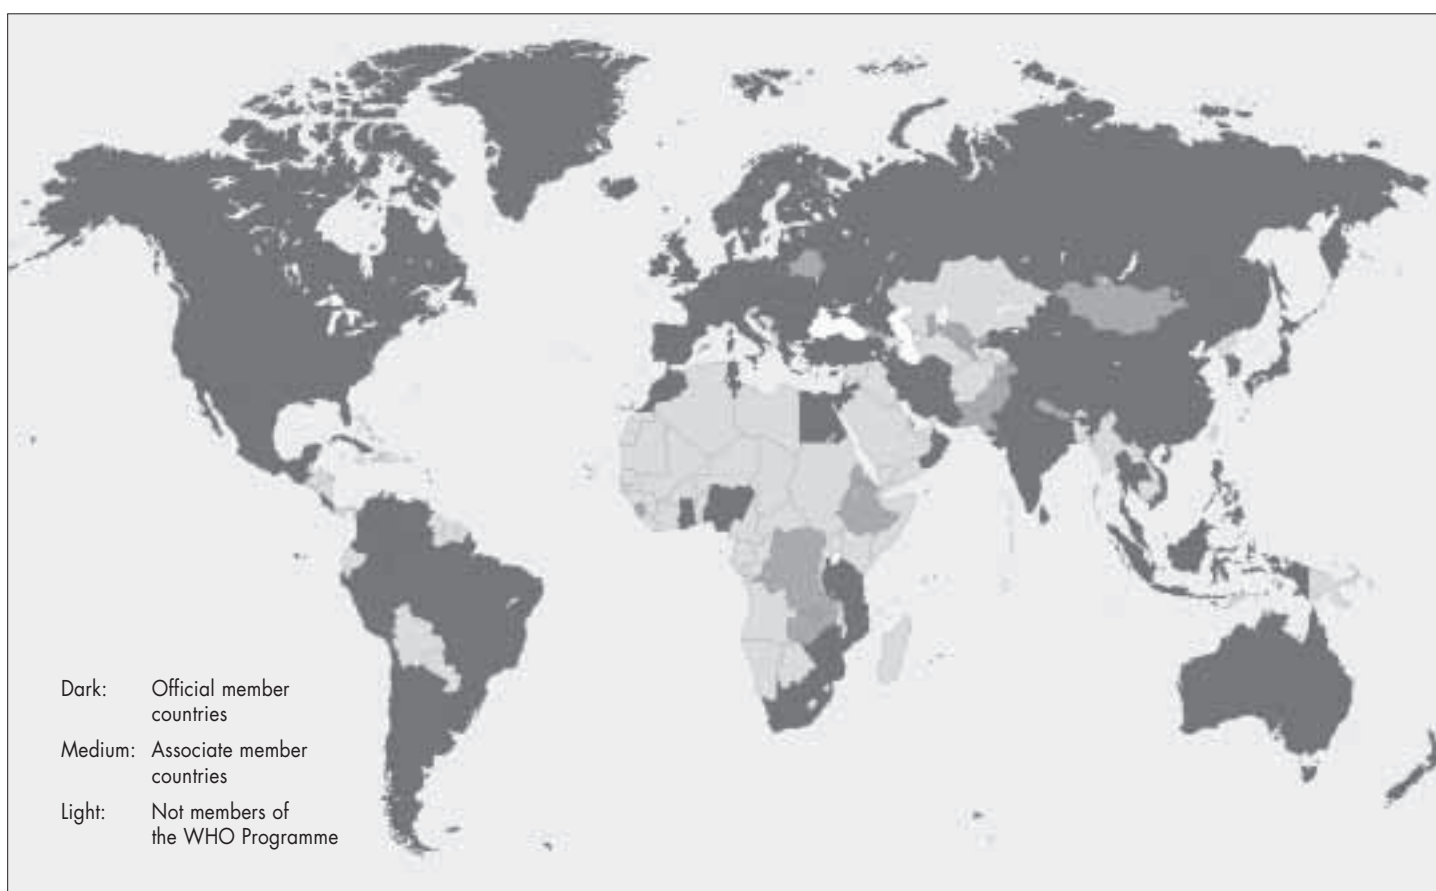 Dark: Official member
countries
Medium: Associate member
countries
Light: Not members of
the WHO Programme